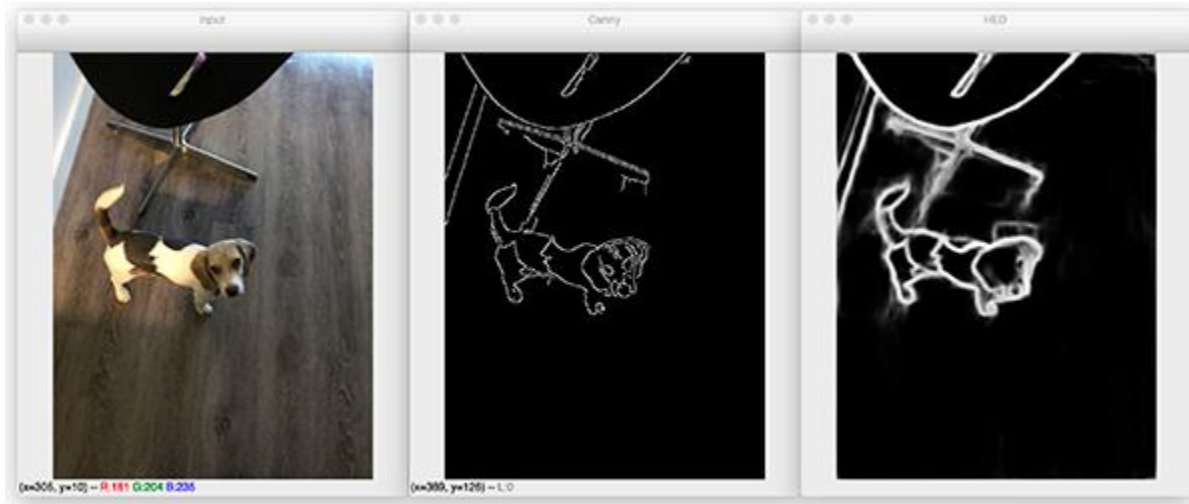 Input
Canny
HED
(x=305, y=10) ~ R:181 G:204 B:235
(x=389, y=126) ~ L:0